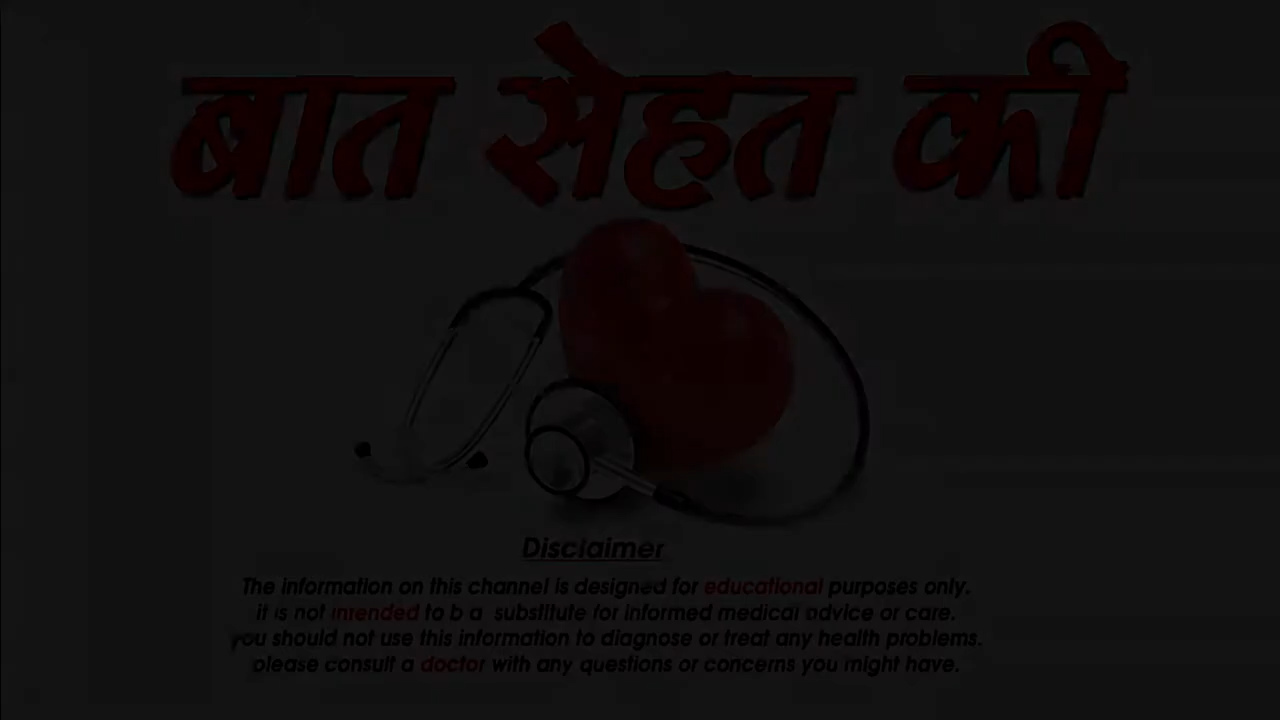 बात सेहत की
Disclaimer
The information on this channel is designed for educational purposes only.
it is not intended to b a substitute for informed medical advice or care.
you should not use this information to diagnose or treat any health problems.
please consult a doctor with any questions or concerns you might have.